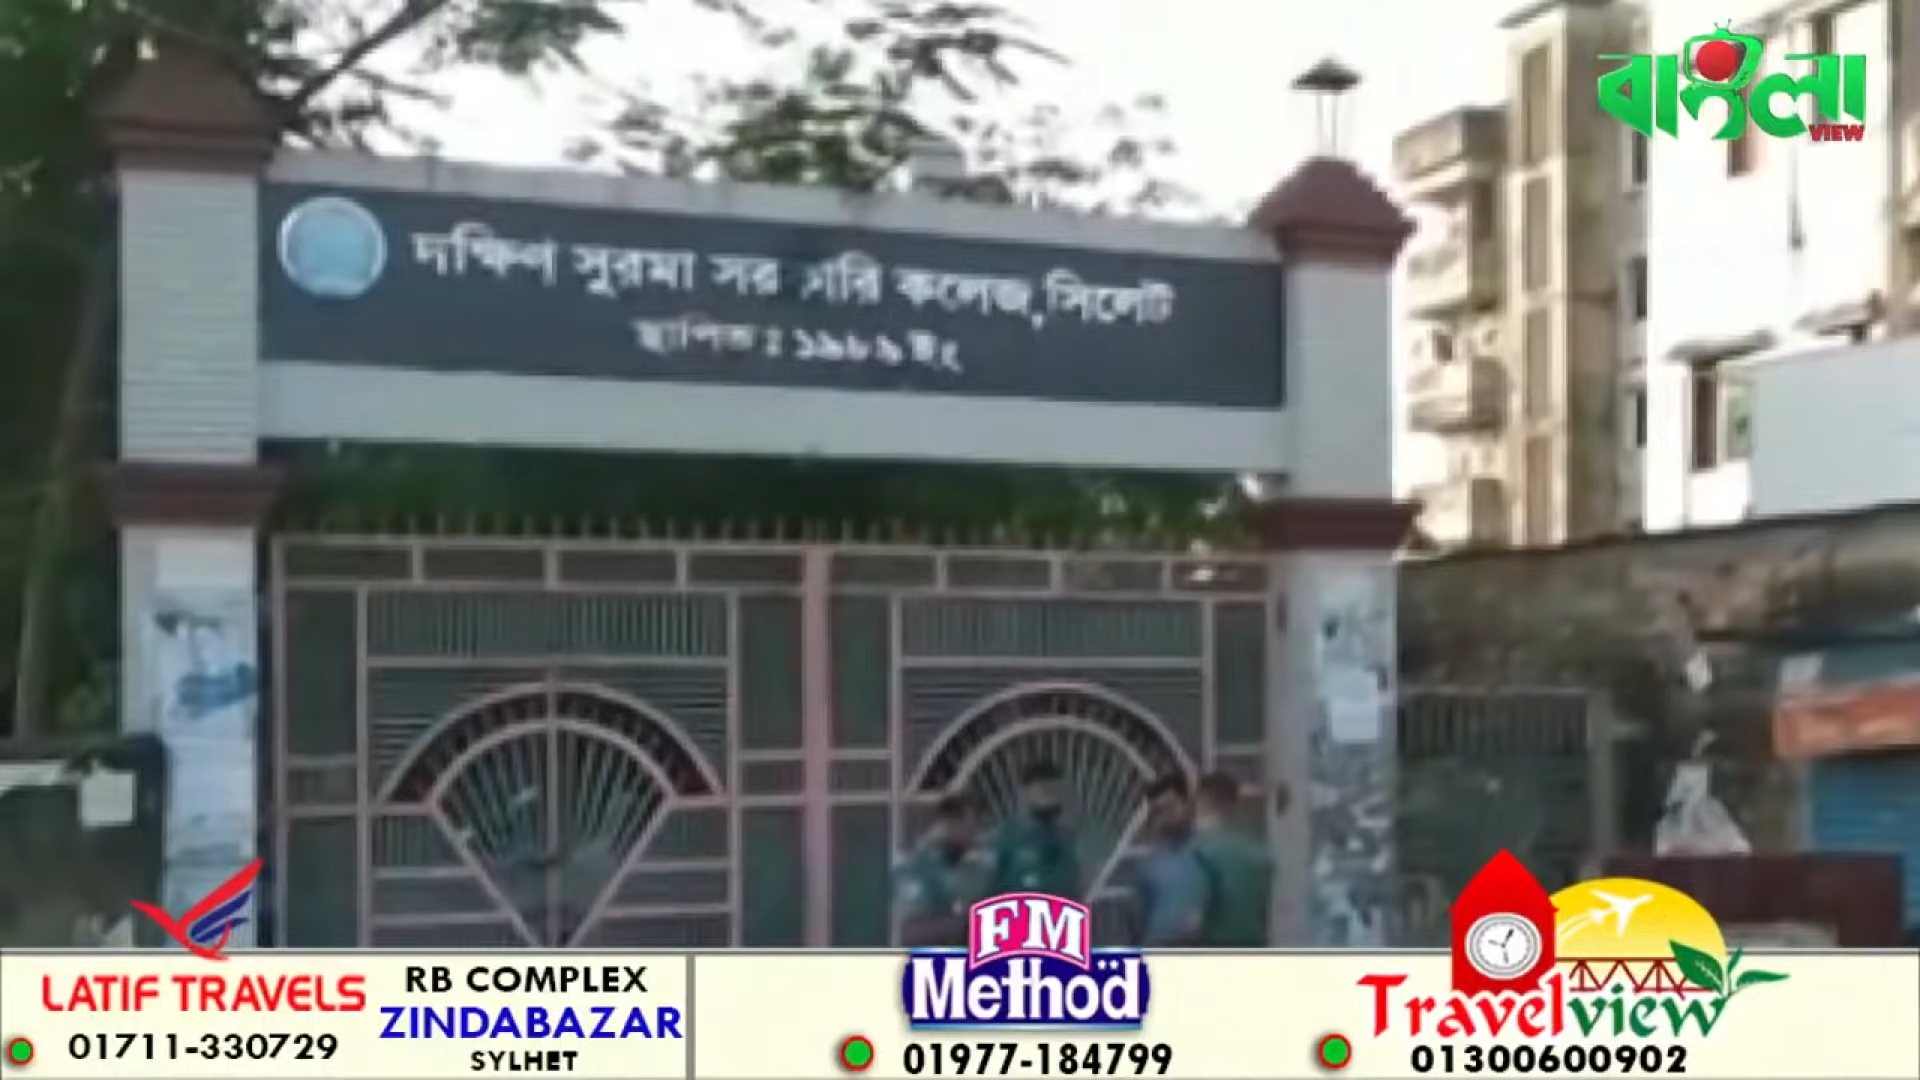 বাংলা
VIEW
দক্ষিণ সুরমা সর ারি কলেজ,সিলেট
স্থাপিত : ১৯৮৯ ইং
LATIF TRAVELS
01711-330729
RB COMPLEX
ZINDABAZAR
SYLHET
FM
Method
01977-184799
Travelview
01300600902